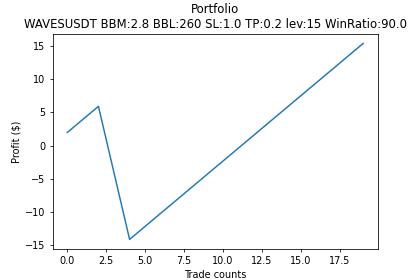 Portfolio
WAVESUSDT BBM:2.8 BBL:260 SL:1.0 TP:0.2 lev:15 WinRatio:90.0
15
10
5
0
−5
−10
−15
Profit ($)
0.0 2.5 5.0 7.5 10.0 12.5 15.0 17.5
Trade counts